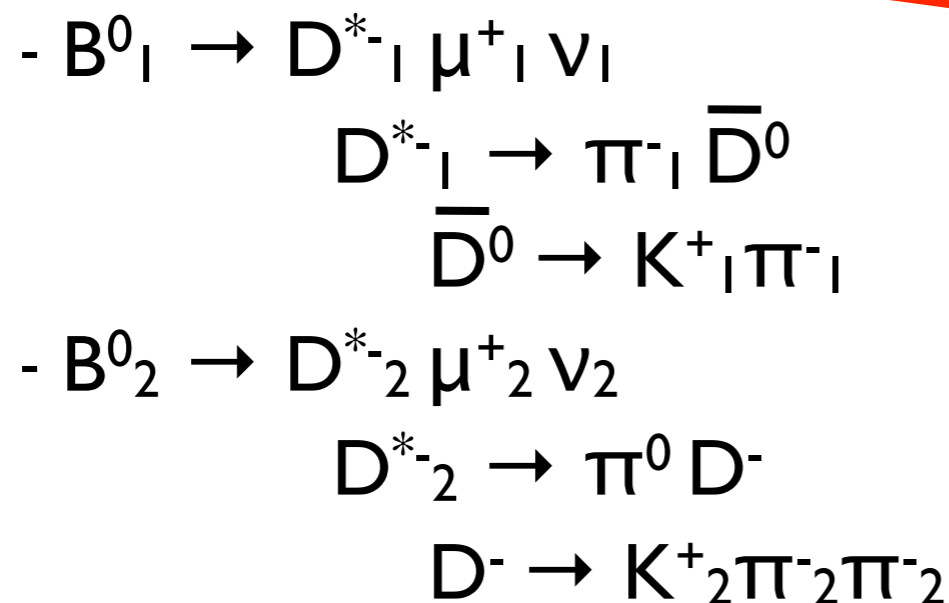 - B⁰₁ → D*⁻₁ μ⁺₁ ν₁
D*⁻₁ → π⁻₁ D̅⁰
D̅⁰ → K⁺₁π⁻₁
- B⁰₂ → D*⁻₂ μ⁺₂ ν₂
D*⁻₂ → π⁰ D⁻
D⁻ → K⁺₂π⁻₂π⁻₂